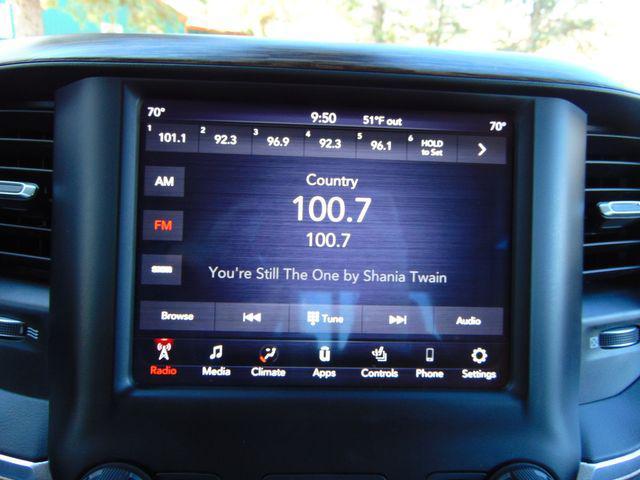 70° 9:50 51°F out 70°
1 101.1 2 92.3 3 96.9 4 92.3 5 96.1 6 HOLD to Set
AM
Country
100.7
FM
100.7
You're Still The One by Shania Twain
Browse Tune Audio
Radio Media Climate Apps Controls Phone Settings